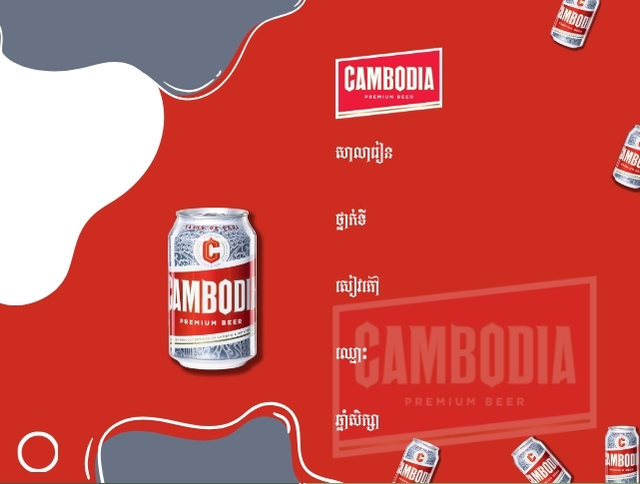 CAMBODIA
PREMIUM BEER
សាលារៀន
ថ្នាក់ទី
សៀវភៅ
ឈ្មោះ
ឆ្នាំសិក្សា
C
CAMBODIA
PREMIUM BEER
CAMBODIA
PREMIUM BEER